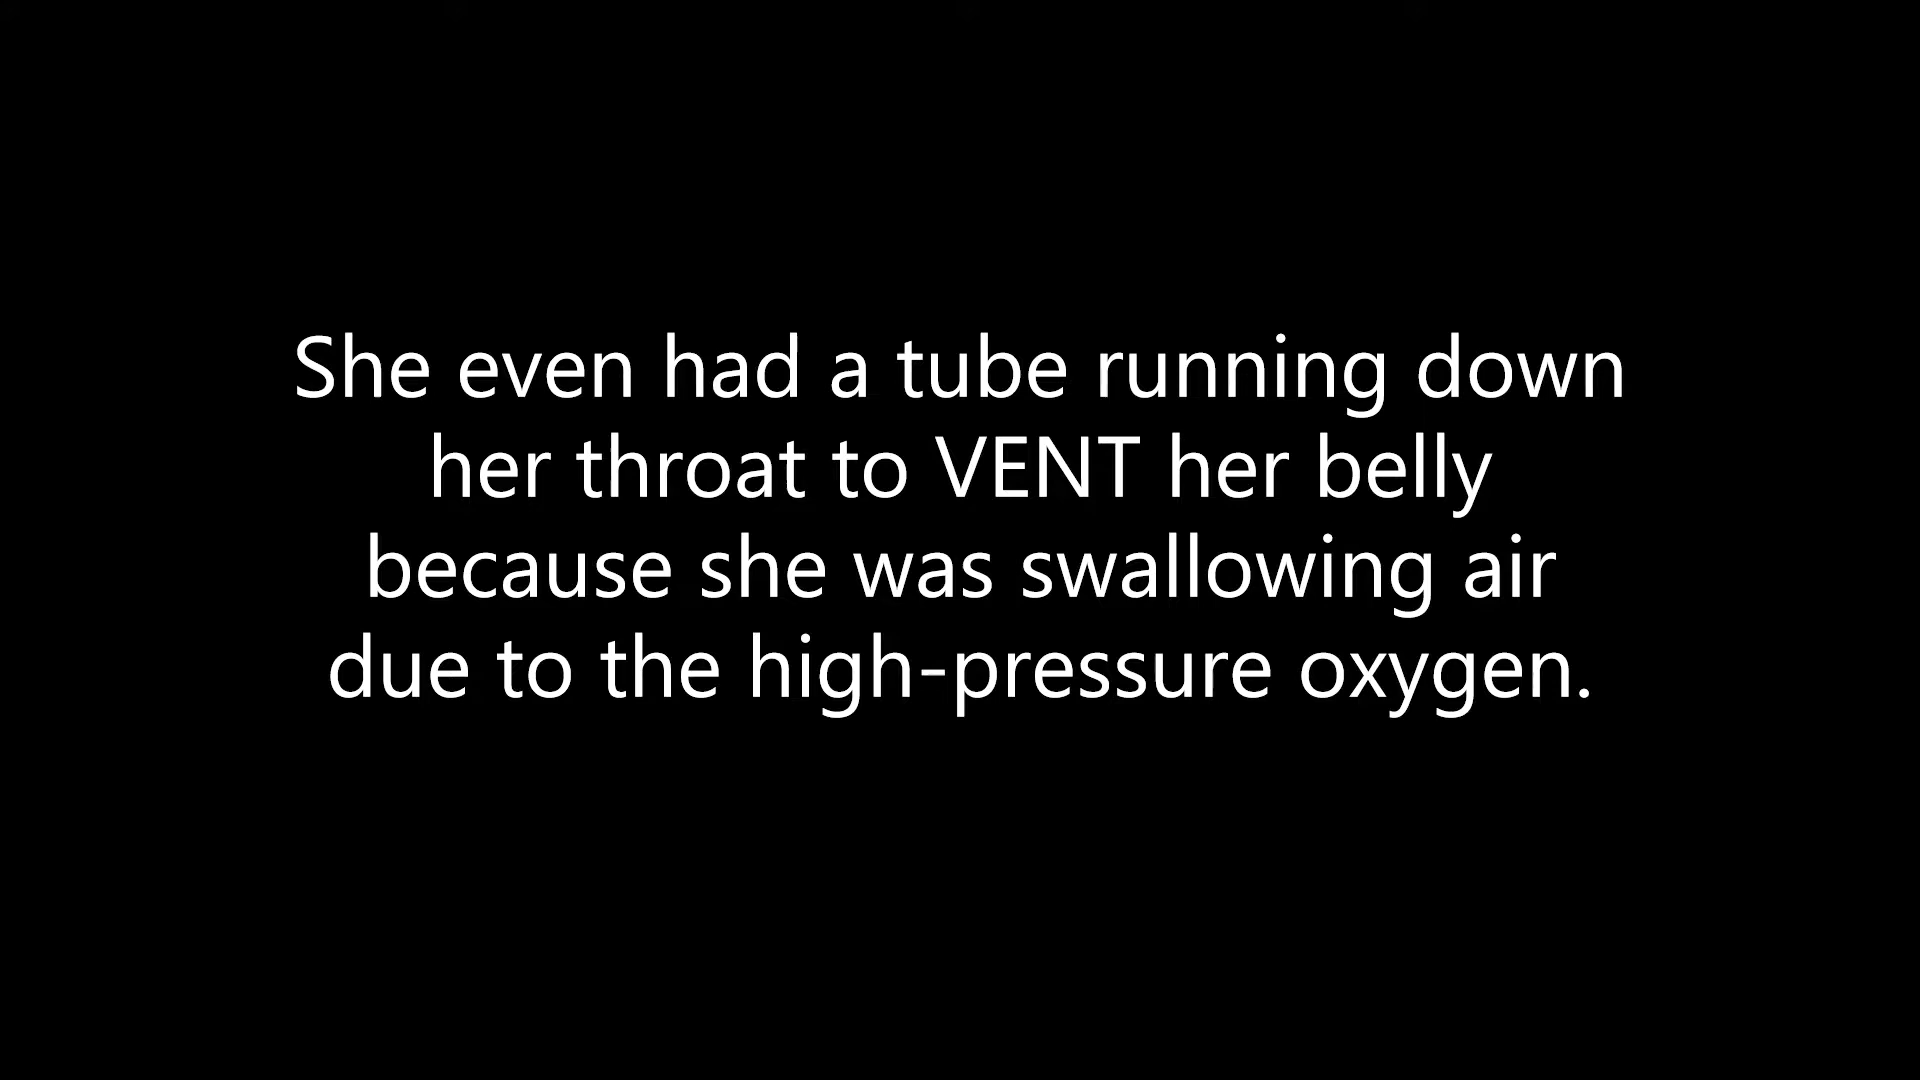 She even had a tube running down
her throat to VENT her belly
because she was swallowing air
due to the high-pressure oxygen.